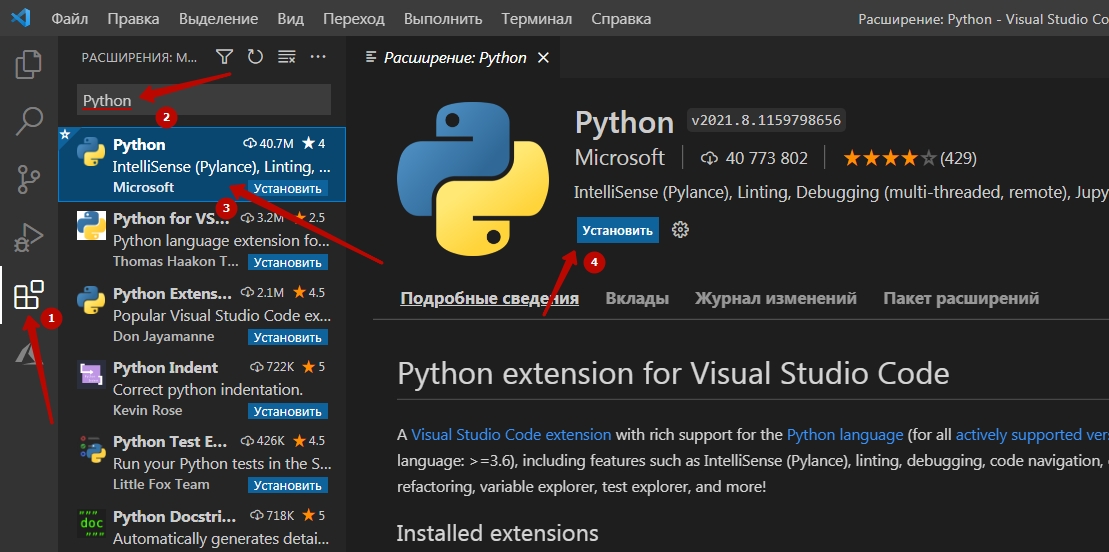 Файл Правка Выделение Вид Переход Выполнить Терминал Справка Расширение: Python - Visual Studio Co
РАСШИРЕНИЯ: М...
Python
2
Python 40.7M 4
IntelliSense (Pylance), Linting, ...
Microsoft Установить
3
Python for VS... 3.2M 2.5
Python language extension fo...
Thomas Haakon T... Установить
Python Extens... 2.1M 4.5
Popular Visual Studio Code ex...
Don Jayamanne Установить
1
Python Indent 722K 5
Correct python indentation.
Kevin Rose Установить
Python Test E... 426K 4.5
Run your Python tests in the S...
Little Fox Team Установить
doc
Python Docstri... 718K 5
Automatically generates detai...
Расширение: Python
Python v2021.8.1159798656
Microsoft 40 773 802 (429)
IntelliSense (Pylance), Linting, Debugging (multi-threaded, remote), Jupy
Установить
4
Подробные сведения Вклады Журнал изменений Пакет расширений
Python extension for Visual Studio Code
A Visual Studio Code extension with rich support for the Python language (for all actively supported ver
language: >=3.6), including features such as IntelliSense (Pylance), linting, debugging, code navigation,
refactoring, variable explorer, test explorer, and more!
Installed extensions